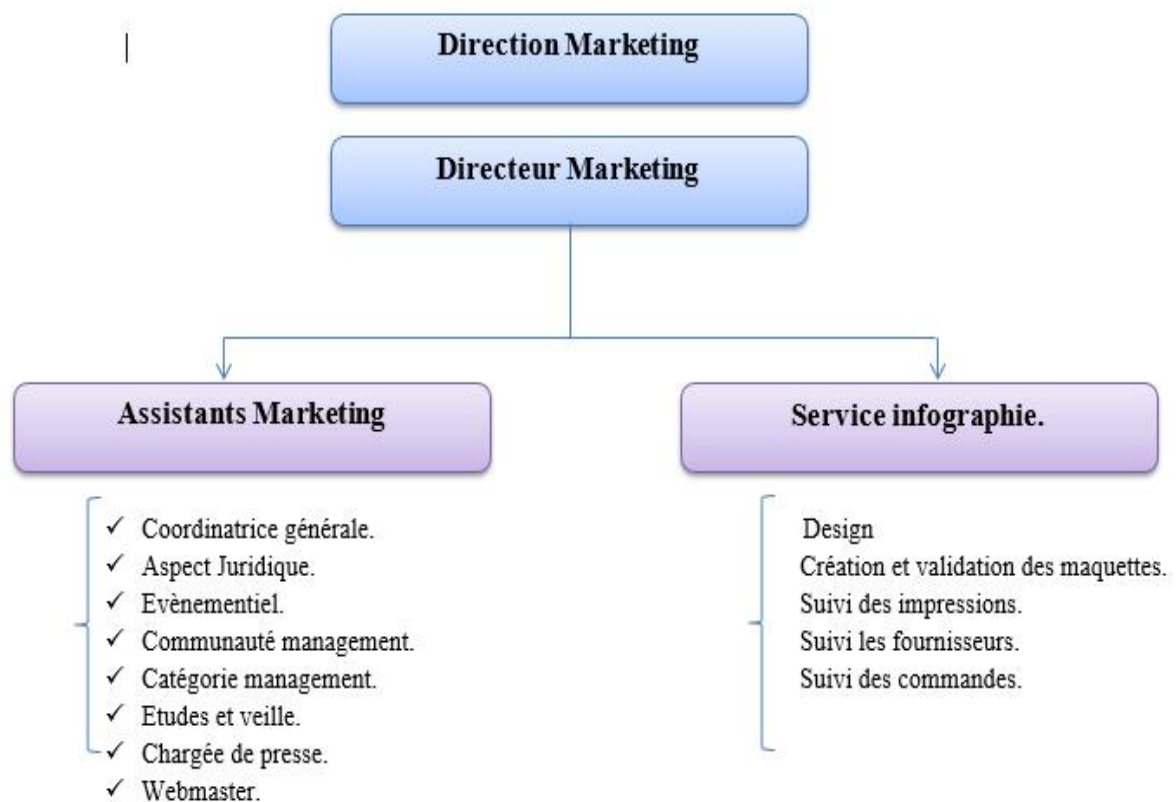 Direction Marketing
Directeur Marketing
Assistants Marketing
✓ Coordinatrice générale.
✓ Aspect Juridique.
✓ Evènementiel.
✓ Communauté management.
✓ Catégorie management.
✓ Etudes et veille.
✓ Chargée de presse.
✓ Webmaster.
Service infographie.
Design
Création et validation des maquettes.
Suivi des impressions.
Suivi les fournisseurs.
Suivi des commandes.